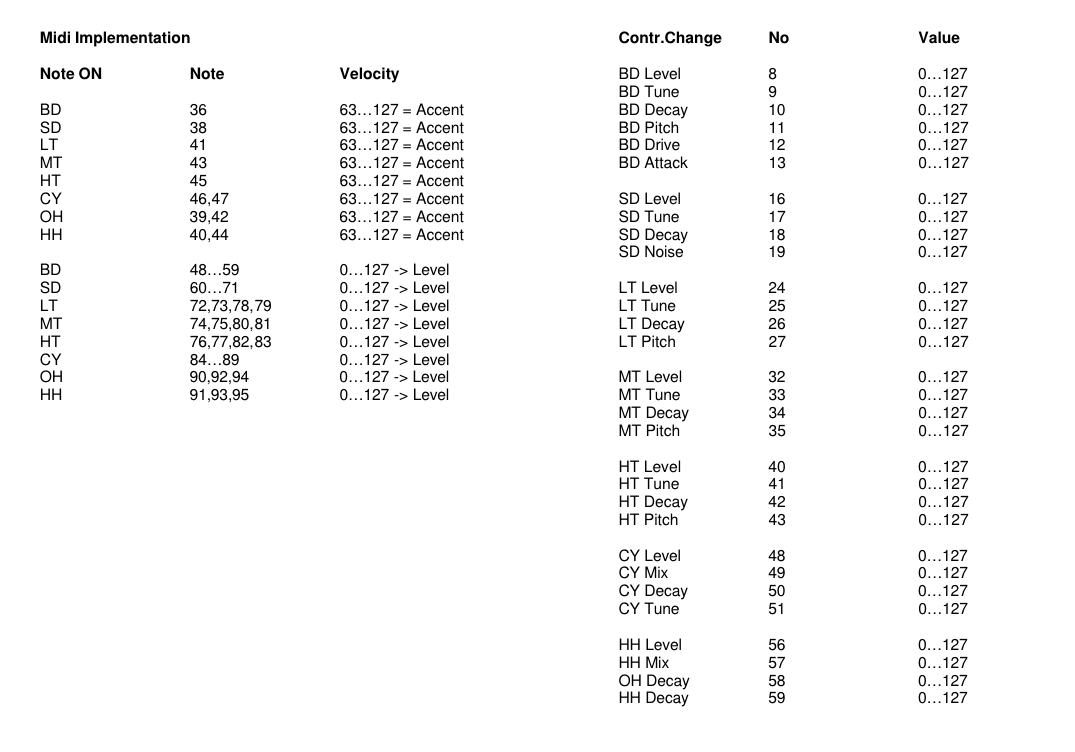 Midi Implementation
Note ON Note Velocity
BD 36 63…127 = Accent
SD 38 63…127 = Accent
LT 41 63…127 = Accent
MT 43 63…127 = Accent
HT 45 63…127 = Accent
CY 46,47 63…127 = Accent
OH 39,42 63…127 = Accent
HH 40,44 63…127 = Accent
BD 48…59 0…127 -> Level
SD 60…71 0…127 -> Level
LT 72,73,78,79 0…127 -> Level
MT 74,75,80,81 0…127 -> Level
HT 76,77,82,83 0…127 -> Level
CY 84…89 0…127 -> Level
OH 90,92,94 0…127 -> Level
HH 91,93,95 0…127 -> Level
Contr.Change No Value
BD Level 8 0…127
BD Tune 9 0…127
BD Decay 10 0…127
BD Pitch 11 0…127
BD Drive 12 0…127
BD Attack 13 0…127
SD Level 16 0…127
SD Tune 17 0…127
SD Decay 18 0…127
SD Noise 19 0…127
LT Level 24 0…127
LT Tune 25 0…127
LT Decay 26 0…127
LT Pitch 27 0…127
MT Level 32 0…127
MT Tune 33 0…127
MT Decay 34 0…127
MT Pitch 35 0…127
HT Level 40 0…127
HT Tune 41 0…127
HT Decay 42 0…127
HT Pitch 43 0…127
CY Level 48 0…127
CY Mix 49 0…127
CY Decay 50 0…127
CY Tune 51 0…127
HH Level 56 0…127
HH Mix 57 0…127
OH Decay 58 0…127
HH Decay 59 0…127